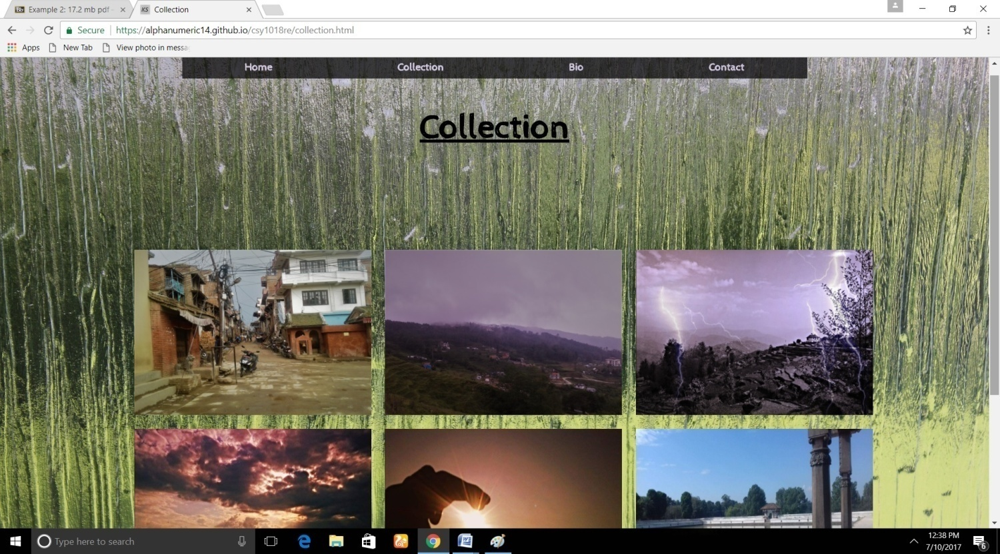 Example 2: 17.2 mb pdf
KS Collection
Secure https://alphanumeric14.github.io/csy1018re/collection.html
Apps New Tab View photo in messa
Home Collection Bio Contact
Collection
Type here to search
12:38 PM
7/10/2017
6